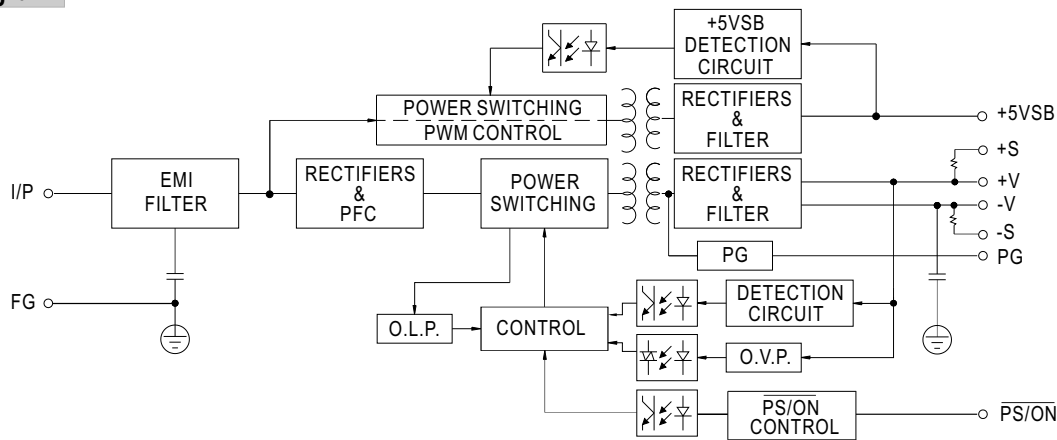 +5VSB
DETECTION
CIRCUIT
POWER SWITCHING
PWM CONTROL
RECTIFIERS
&
FILTER
+5VSB
+S
I/P
EMI
FILTER
RECTIFIERS
&
PFC
POWER
SWITCHING
RECTIFIERS
&
FILTER
+V
-V
-S
PG
PG
FG
O.L.P.
CONTROL
DETECTION
CIRCUIT
O.V.P.
PS/ON
CONTROL
PS/ON